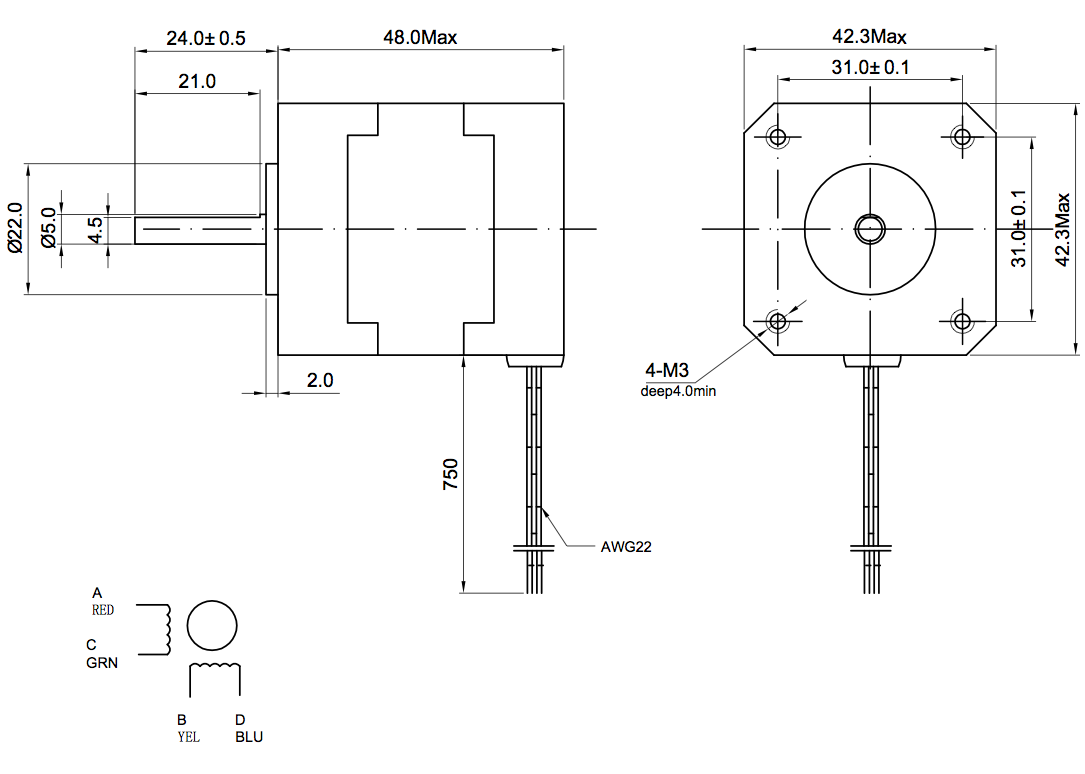 24.0± 0.5
48.0Max
42.3Max
21.0
31.0± 0.1
Ø22.0
Ø5.0
4.5
31.0± 0.1
42.3Max
2.0
4-M3
deep4.0min
750
AWG22
A
RED
C
GRN
B D
YEL BLU